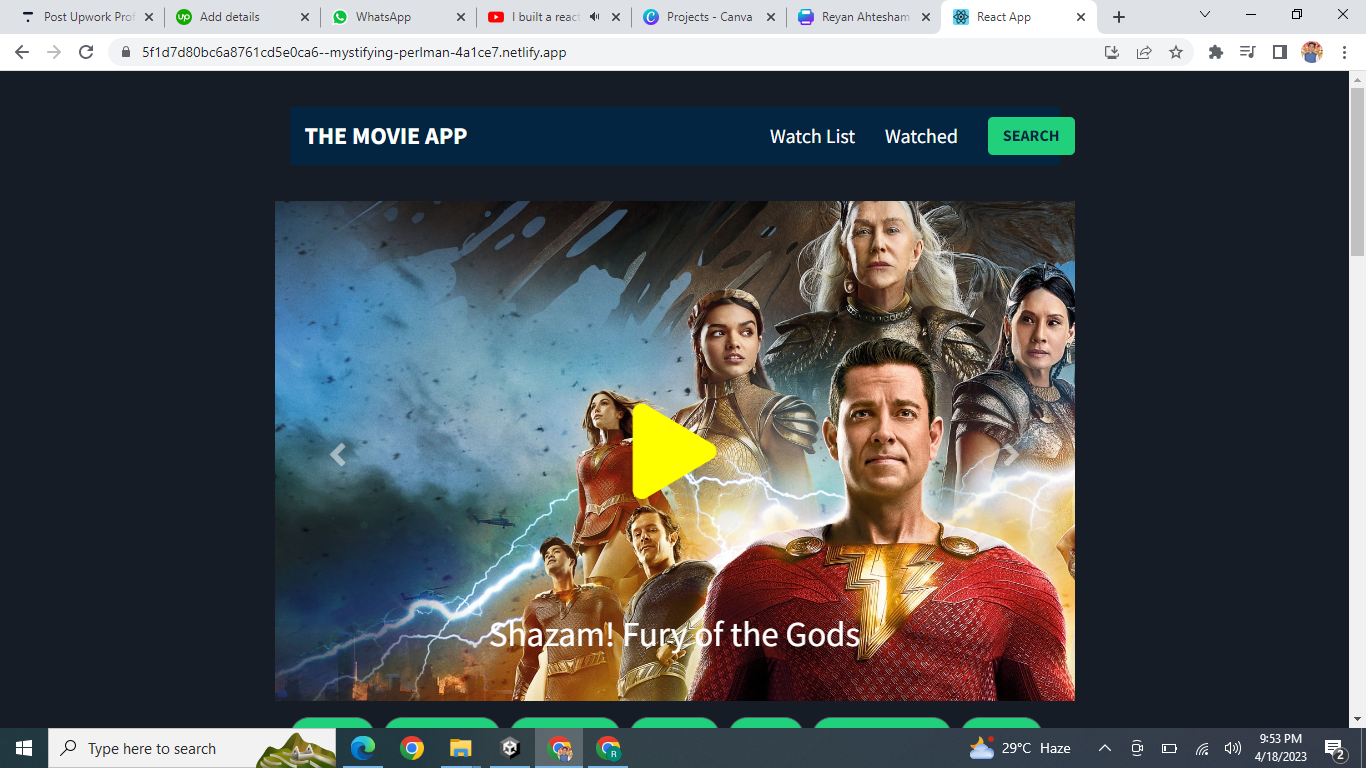 Post Upwork Prof
up
Add details
WhatsApp
I built a react
Projects - Canva
Reyan Ahtesham
React App
5f1d7d80bc6a8761cd5e0ca6--mystifying-perlman-4a1ce7.netlify.app
THE MOVIE APP
Watch List
Watched
SEARCH
Shazam! Fury of the Gods
Type here to search
R
29°C Haze
9:53 PM
4/18/2023
2